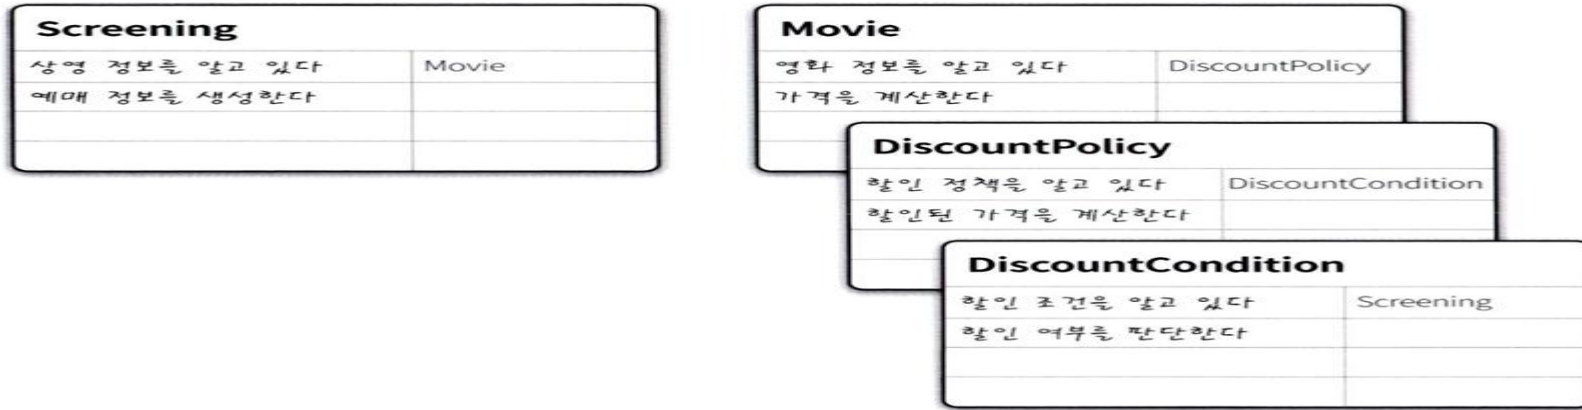 Screening
상영 정보를 알고 있다 Movie
예매 정보를 생성한다
Movie
영화 정보를 알고 있다 DiscountPolicy
가격을 계산한다
DiscountPolicy
할인 정책을 알고 있다 DiscountCondition
할인된 가격을 계산한다
DiscountCondition
할인 조건을 알고 있다 Screening
할인 여부를 판단한다